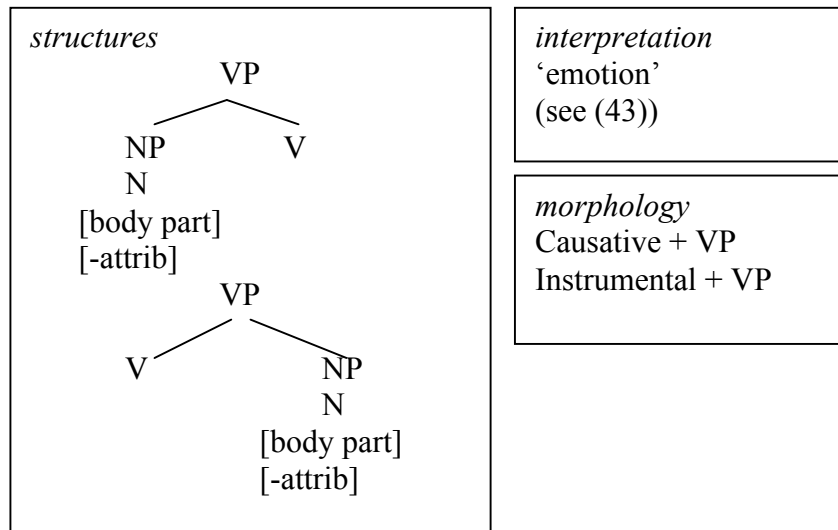 structures
VP
NP V
N
[body part]
[-attrib]
VP
V NP
N
[body part]
[-attrib]
interpretation
‘emotion’
(see (43))
morphology
Causative + VP
Instrumental + VP